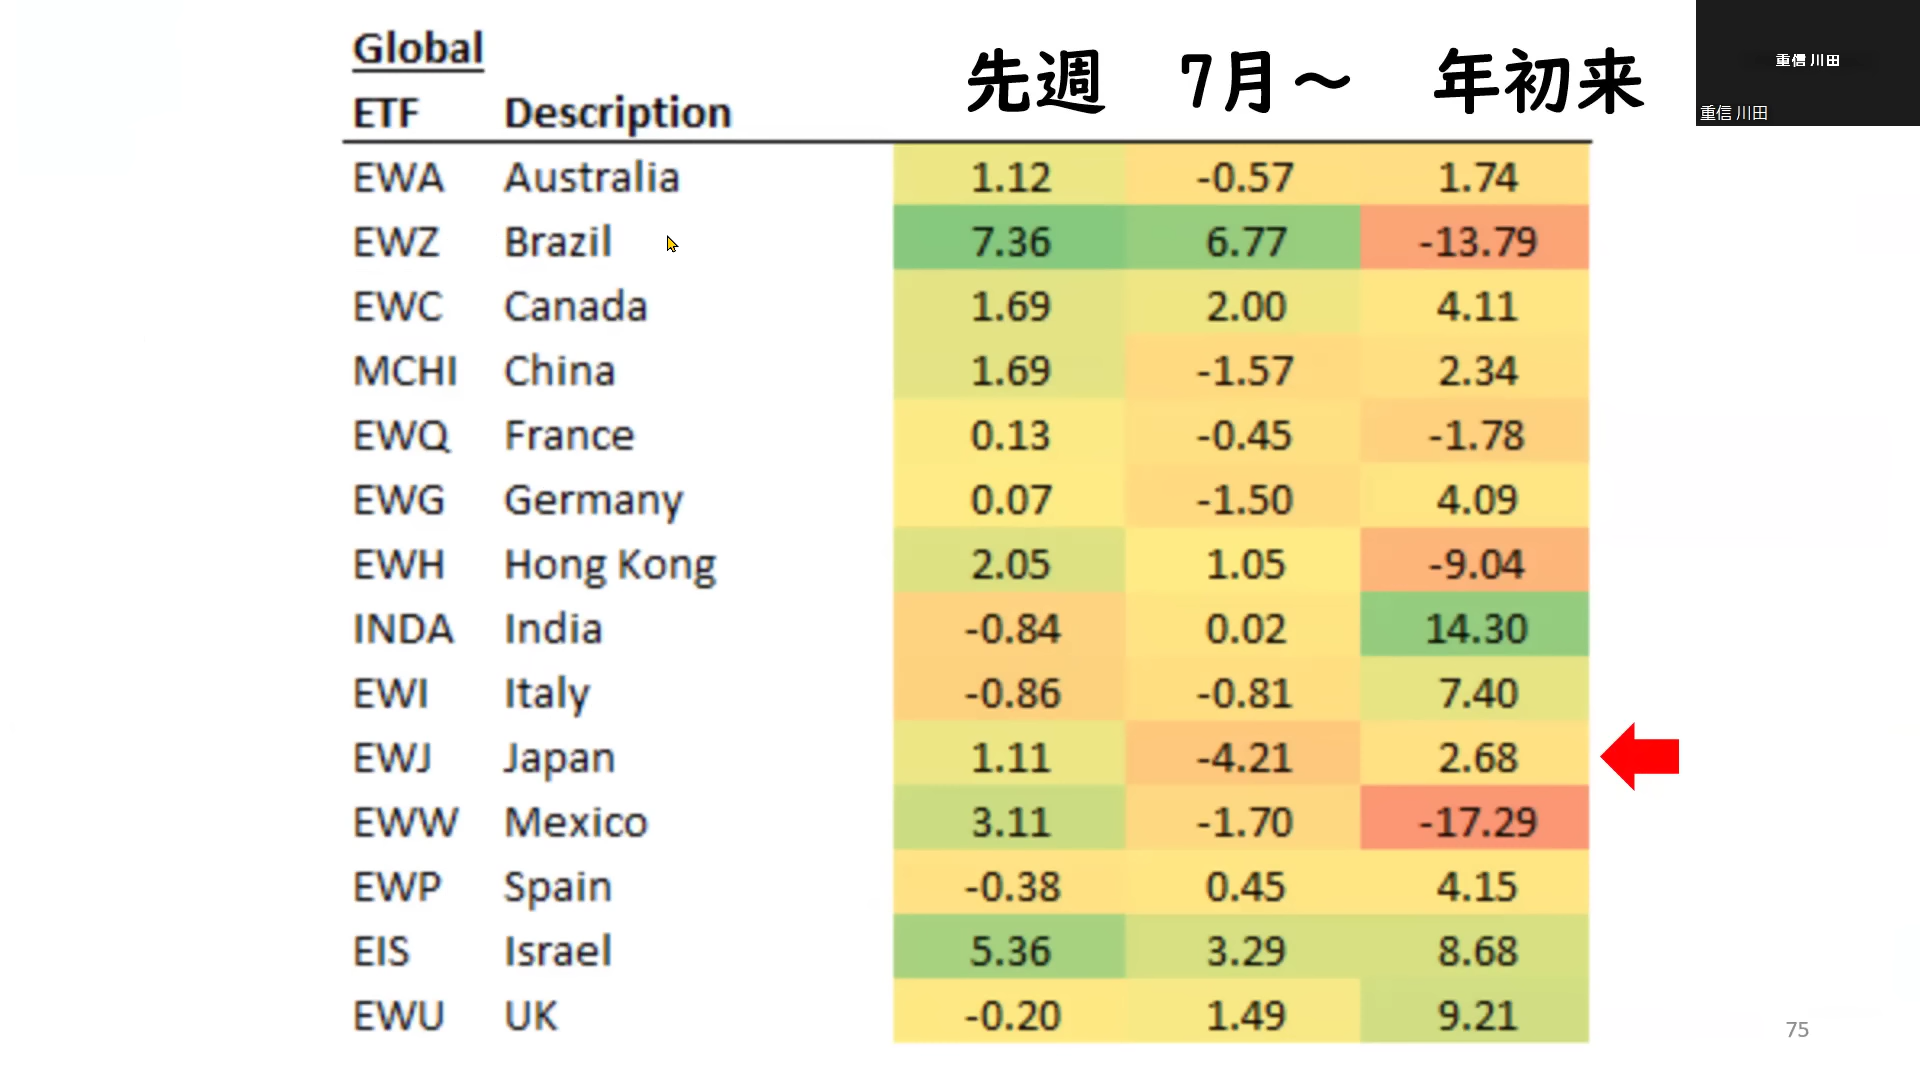 Global
先週 7月～ 年初来
ETF Description
EWA Australia 1.12 -0.57 1.74
EWZ Brazil 7.36 6.77 -13.79
EWC Canada 1.69 2.00 4.11
MCHI China 1.69 -1.57 2.34
EWQ France 0.13 -0.45 -1.78
EWG Germany 0.07 -1.50 4.09
EWH Hong Kong 2.05 1.05 -9.04
INDA India -0.84 0.02 14.30
EWI Italy -0.86 -0.81 7.40
EWJ Japan 1.11 -4.21 2.68
EWW Mexico 3.11 -1.70 -17.29
EWP Spain -0.38 0.45 4.15
EIS Israel 5.36 3.29 8.68
EWU UK -0.20 1.49 9.21
75
重信 川田
重信 川田